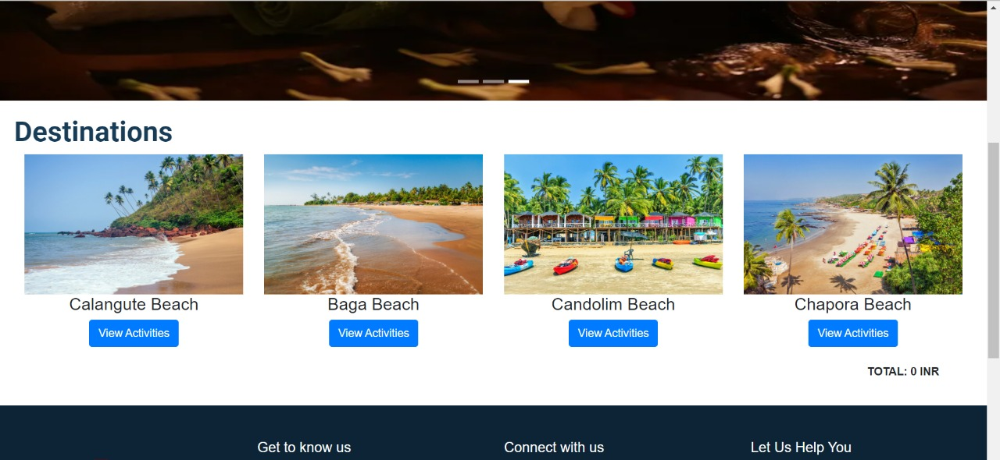 Destinations
Calangute Beach
Baga Beach
Candolim Beach
Chapora Beach
View Activities
View Activities
View Activities
View Activities
TOTAL: 0 INR
Get to know us
Connect with us
Let Us Help You